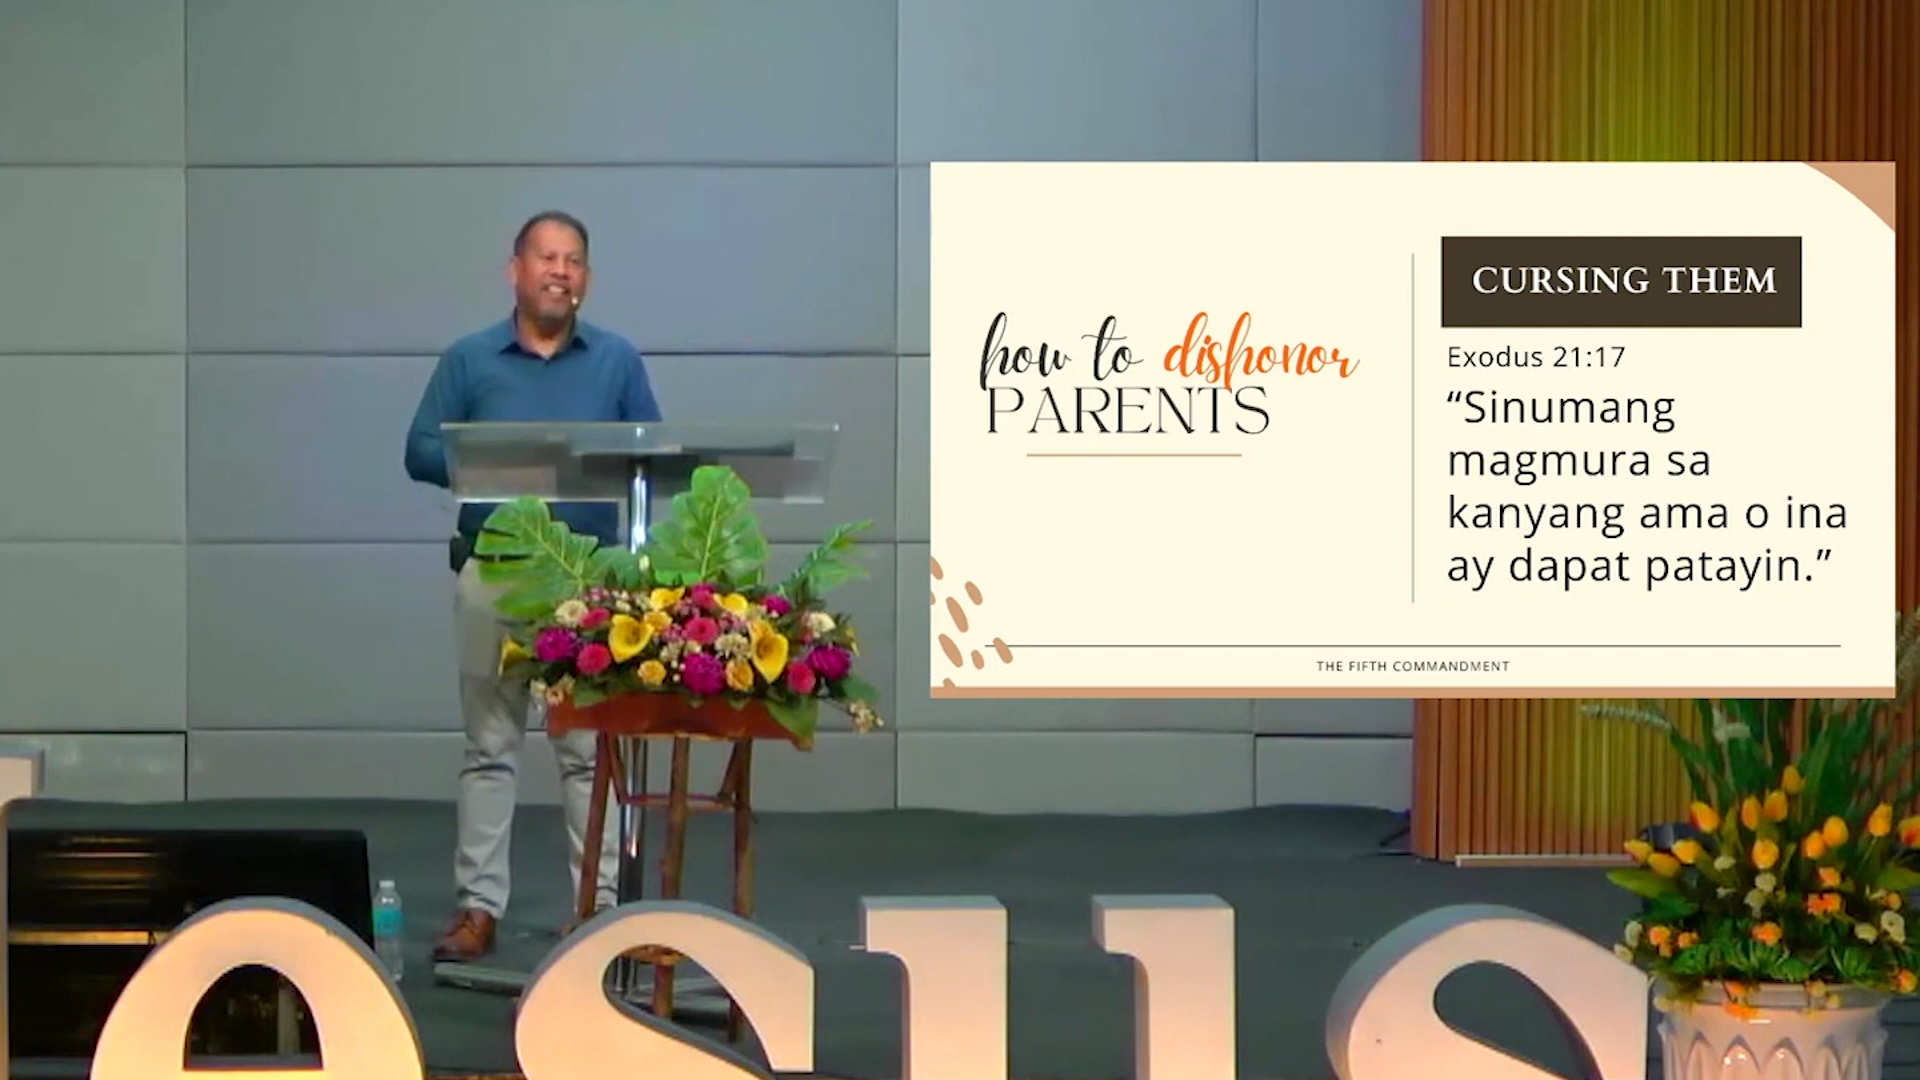 how to dishonor
PARENTS
CURSING THEM
Exodus 21:17
“Sinumang
magmura sa
kanyang ama o ina
ay dapat patayin.”
THE FIFTH COMMANDMENT
Jesus